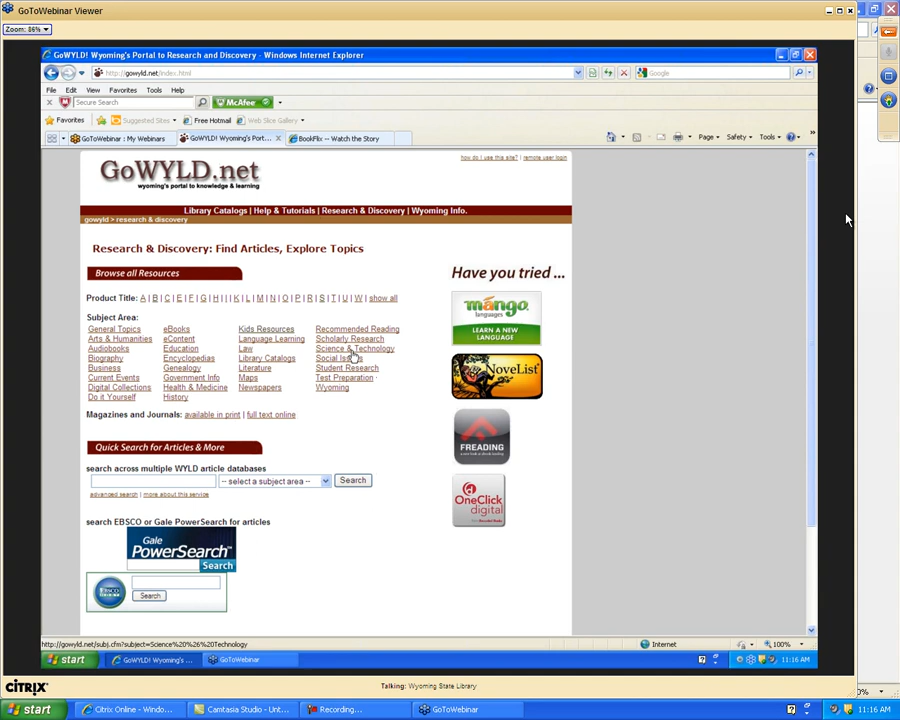 GoToWebinar Viewer
Zoom: 86%
GoWYLD! Wyoming's Portal to Research and Discovery - Windows Internet Explorer
http://gowyld.net/index.html
Google
File Edit View Favorites Tools Help
Secure Search McAfee
Favorites Suggested Sites Free Hotmail Web Slice Gallery
GoToWebinar : My Webinars GoWYLD! Wyoming's Port... BookFlix -- Watch the Story Page Safety Tools
how do I use this site? | remote user login
GoWYLD.net
wyoming's portal to knowledge & learning
Library Catalogs | Help & Tutorials | Research & Discovery | Wyoming Info.
gowyld > research & discovery
Research & Discovery: Find Articles, Explore Topics
Browse all Resources
Have you tried ...
Product Title: A | B | C | E | F | G | H | I | K | L | M | N | O | P | R | S | T | U | W | show all
Subject Area:
General Topics eBooks Kids Resources Recommended Reading
Arts & Humanities eContent Language Learning Scholarly Research
Audiobooks Education Law Science & Technology
Biography Encyclopedias Library Catalogs Social Issues
Business Genealogy Literature Student Research
Current Events Government Info Maps Test Preparation
Digital Collections Health & Medicine Newspapers Wyoming
Do it Yourself History
mango
languages
LEARN A NEW
LANGUAGE
NoveList
Magazines and Journals: available in print | full text online
FREADING
Quick Search for Articles & More
search across multiple WYLD article databases
-- select a subject area -- Search
advanced search | more about this service
OneClick
digital
search EBSCO or Gale PowerSearch for articles
Gale
PowerSearch
Search
EBSCO
Search
http://gowyld.net/subj.cfm?subject=Science%20%26%20Technology
Internet 100%
start GoWYLD! Wyoming's ... GoToWebinar 11:16 AM
CITRIX
Talking: Wyoming State Library
0%
start Citrix Online - Windo... Camtasia Studio - Unt... Recording... GoToWebinar 11:16 AM